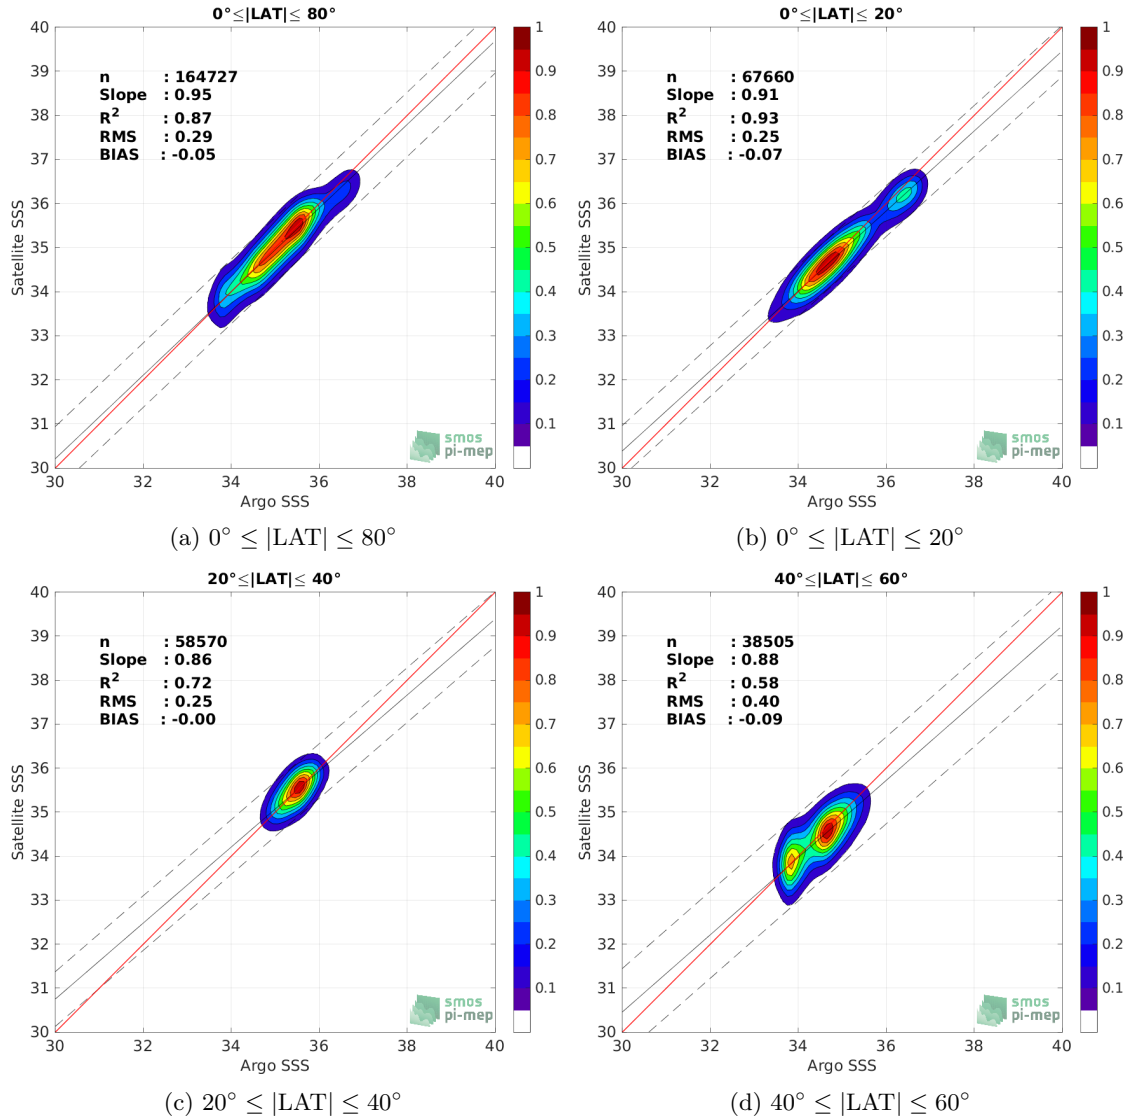 0°≤|LAT|≤ 80°
40
39
38
37
36
35
34
33
32
31
30
Satellite SSS
n : 164727
Slope : 0.95
R² : 0.87
RMS : 0.29
BIAS : -0.05
smos
pi-mep
30 32 34 36 38 40
Argo SSS
1
0.9
0.8
0.7
0.6
0.5
0.4
0.3
0.2
0.1
(a) 0° ≤ |LAT| ≤ 80°
0°≤|LAT|≤ 20°
40
39
38
37
36
35
34
33
32
31
30
Satellite SSS
n : 67660
Slope : 0.91
R² : 0.93
RMS : 0.25
BIAS : -0.07
smos
pi-mep
30 32 34 36 38 40
Argo SSS
1
0.9
0.8
0.7
0.6
0.5
0.4
0.3
0.2
0.1
(b) 0° ≤ |LAT| ≤ 20°
20°≤|LAT|≤ 40°
40
39
38
37
36
35
34
33
32
31
30
Satellite SSS
n : 58570
Slope : 0.86
R² : 0.72
RMS : 0.25
BIAS : -0.00
smos
pi-mep
30 32 34 36 38 40
Argo SSS
1
0.9
0.8
0.7
0.6
0.5
0.4
0.3
0.2
0.1
(c) 20° ≤ |LAT| ≤ 40°
40°≤|LAT|≤ 60°
40
39
38
37
36
35
34
33
32
31
30
Satellite SSS
n : 38505
Slope : 0.88
R² : 0.58
RMS : 0.40
BIAS : -0.09
smos
pi-mep
30 32 34 36 38 40
Argo SSS
1
0.9
0.8
0.7
0.6
0.5
0.4
0.3
0.2
0.1
(d) 40° ≤ |LAT| ≤ 60°